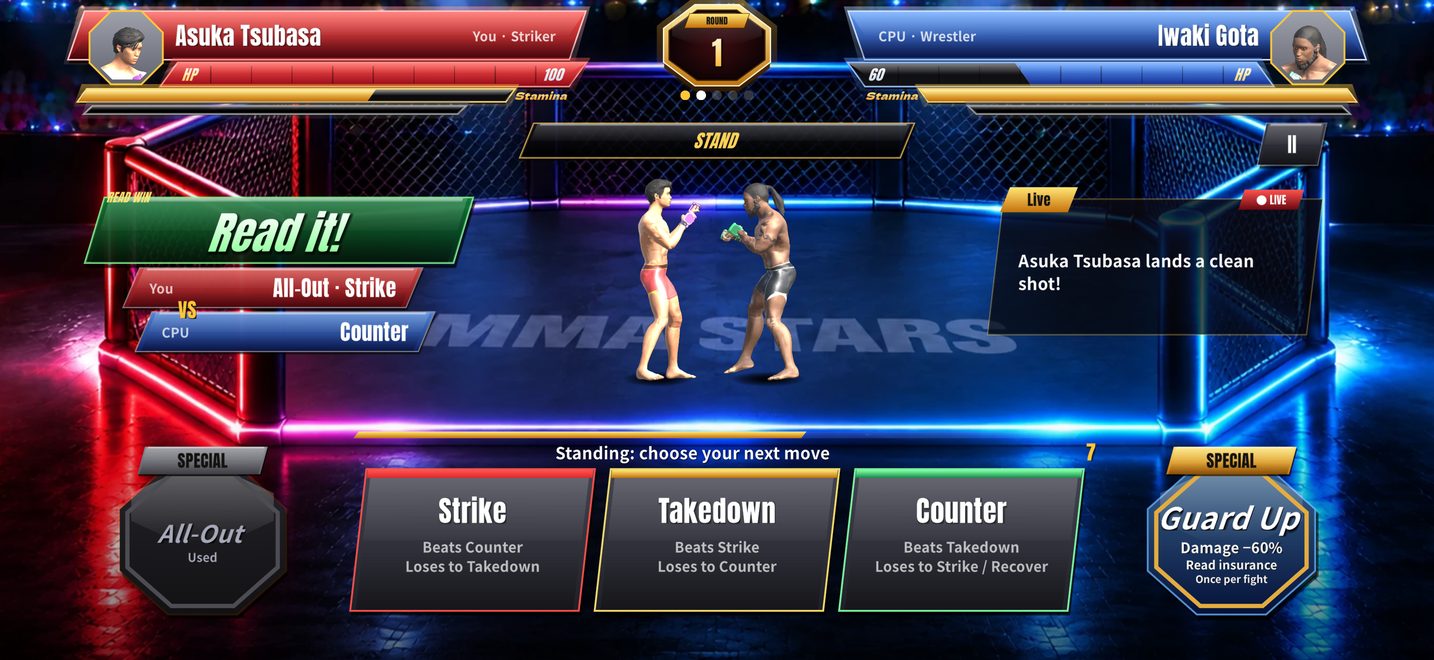 Asuka Tsubasa
You · Striker
ROUND
1
CPU · Wrestler
Iwaki Gota
HP
100
60
HP
Stamina
Stamina
STAND
READ WIN
Read it!
You
All-Out · Strike
VS
CPU
Counter
Live
LIVE
Asuka Tsubasa lands a clean
shot!
MMA STARS
Standing: choose your next move
7
SPECIAL
All-Out
Used
Strike
Beats Counter
Loses to Takedown
Takedown
Beats Strike
Loses to Counter
Counter
Beats Takedown
Loses to Strike / Recover
SPECIAL
Guard Up
Damage −60%
Read insurance
Once per fight